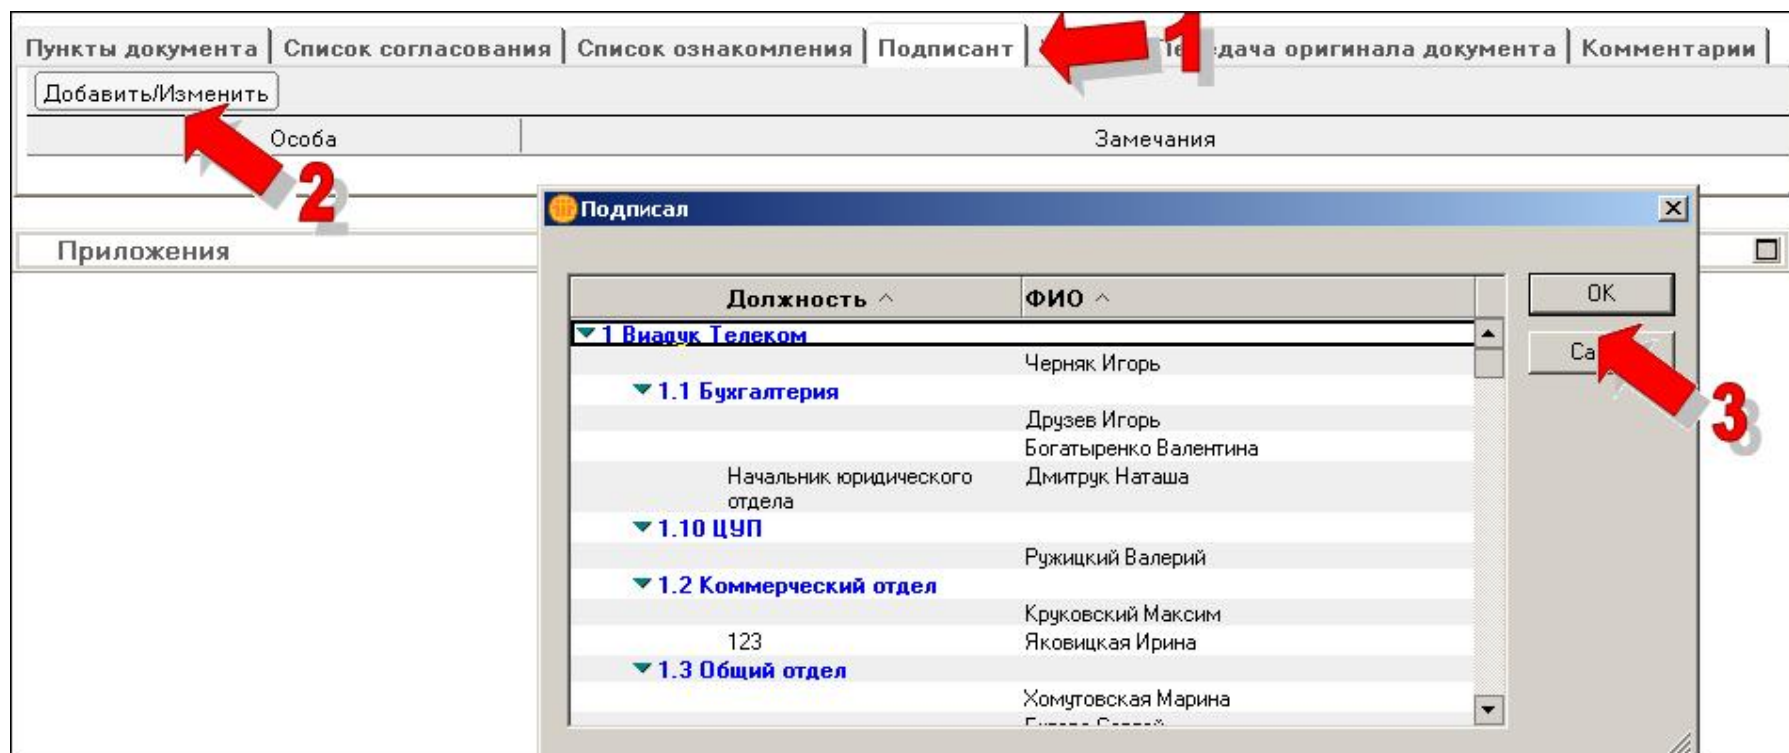 Пункты документа Список согласования Список ознакомления Подписант 1 дача оригинала документа Комментарии
Добавить/Изменить
Особа Замечания
2
Подписал
Приложения
Должность ФИО
OK
1 Виадук Телеком
Черняк Игорь
1.1 Бухгалтерия
Друзев Игорь
3
Богатыренко Валентина
Начальник юридического Дмитрук Наташа
отдела
1.10 ЦУП
Ружицкий Валерий
1.2 Коммерческий отдел
Круковский Максим
123 Яковицкая Ирина
1.3 Общий отдел
Хомутовская Марина